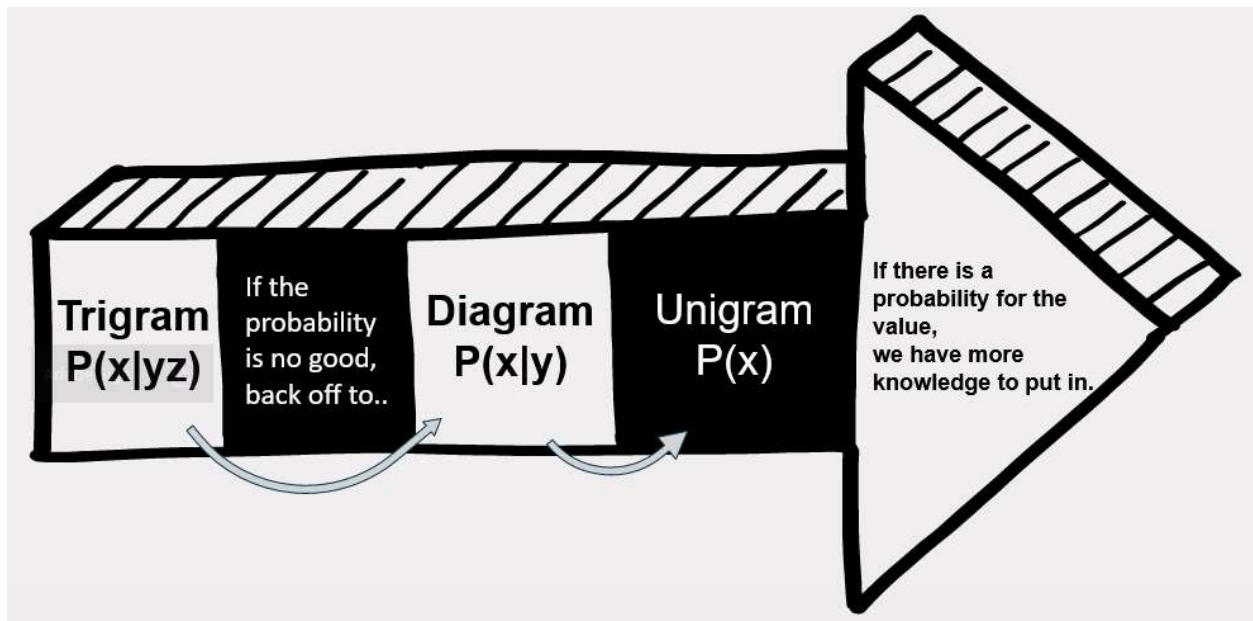 Trigram
P(x|yz)
If the
probability
is no good,
back off to..
Diagram
P(x|y)
Unigram
P(x)
If there is a
probability for the
value,
we have more
knowledge to put in.